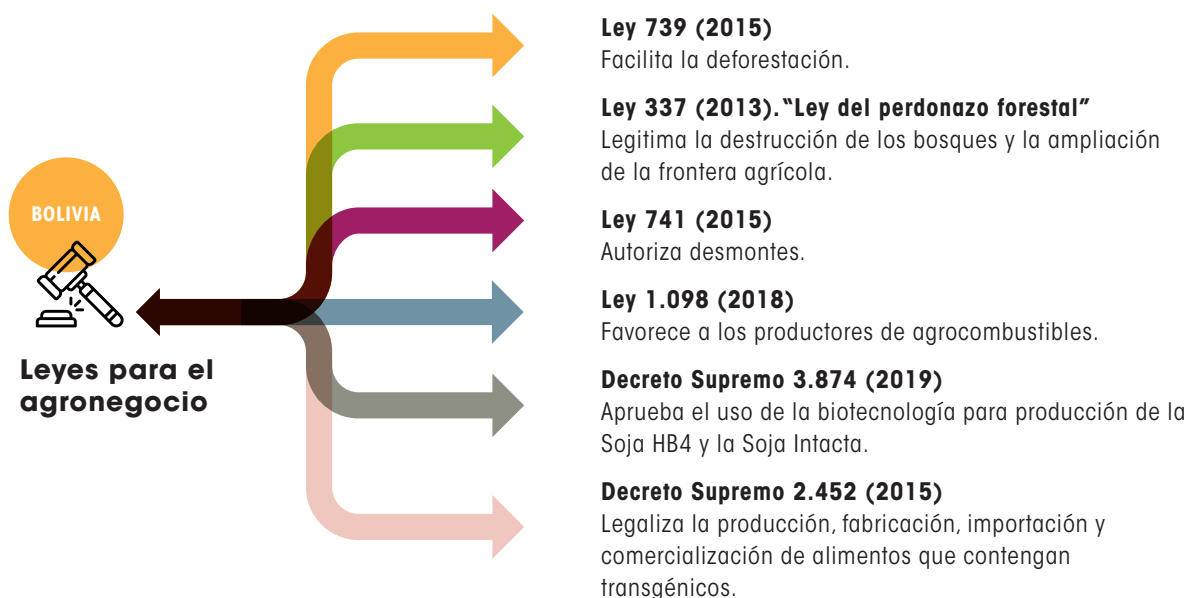 BOLIVIA
Leyes para el
agronegocio
Ley 739 (2015)
Facilita la deforestación.
Ley 337 (2013).“Ley del perdonazo forestal”
Legitima la destrucción de los bosques y la ampliación
de la frontera agrícola.
Ley 741 (2015)
Autoriza desmontes.
Ley 1.098 (2018)
Favorece a los productores de agrocombustibles.
Decreto Supremo 3.874 (2019)
Aprueba el uso de la biotecnología para producción de la
Soja HB4 y la Soja Intacta.
Decreto Supremo 2.452 (2015)
Legaliza la producción, fabricación, importación y
comercialización de alimentos que contengan
transgénicos.